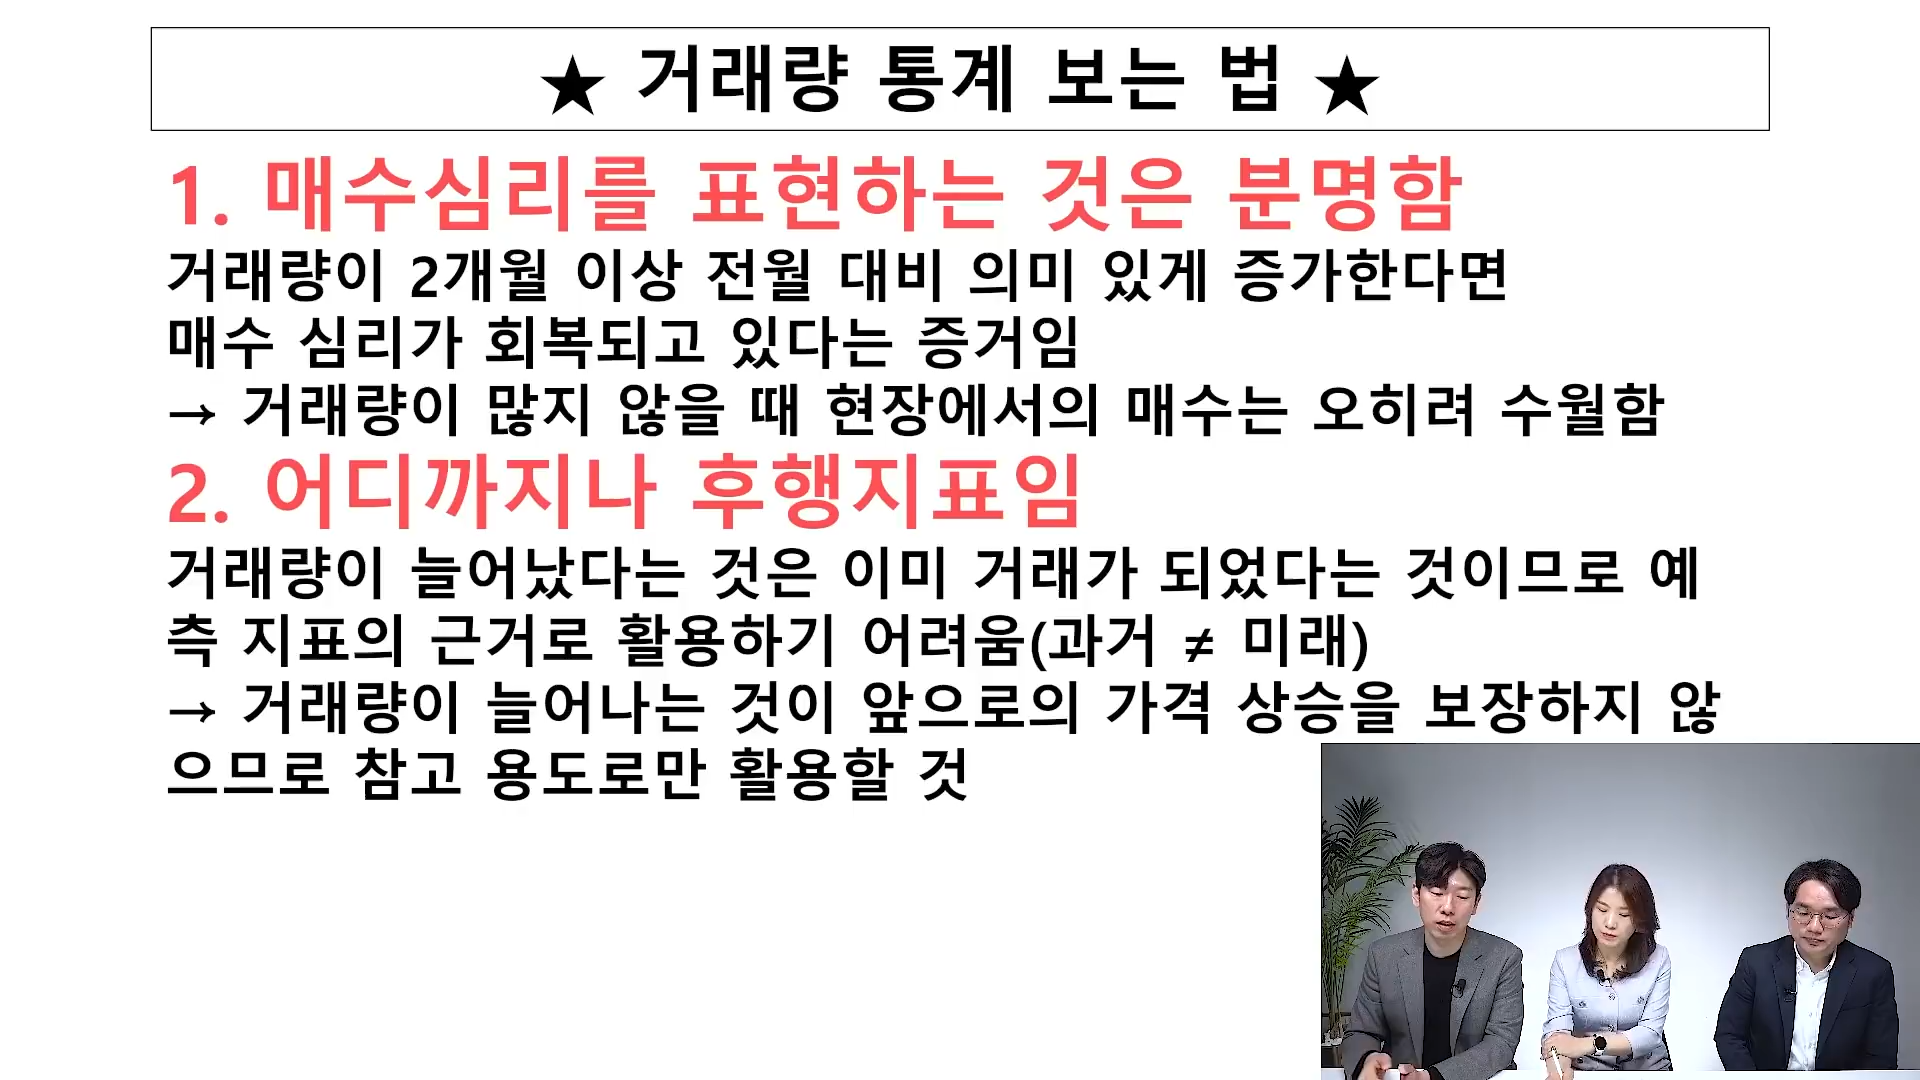 ★ 거래량 통계 보는 법 ★
1. 매수심리를 표현하는 것은 분명함
거래량이 2개월 이상 전월 대비 의미 있게 증가한다면
매수 심리가 회복되고 있다는 증거임
→ 거래량이 많지 않을 때 현장에서의 매수는 오히려 수월함
2. 어디까지나 후행지표임
거래량이 늘어났다는 것은 이미 거래가 되었다는 것이므로 예
측 지표의 근거로 활용하기 어려움(과거 ≠ 미래)
→ 거래량이 늘어나는 것이 앞으로의 가격 상승을 보장하지 않
으므로 참고 용도로만 활용할 것